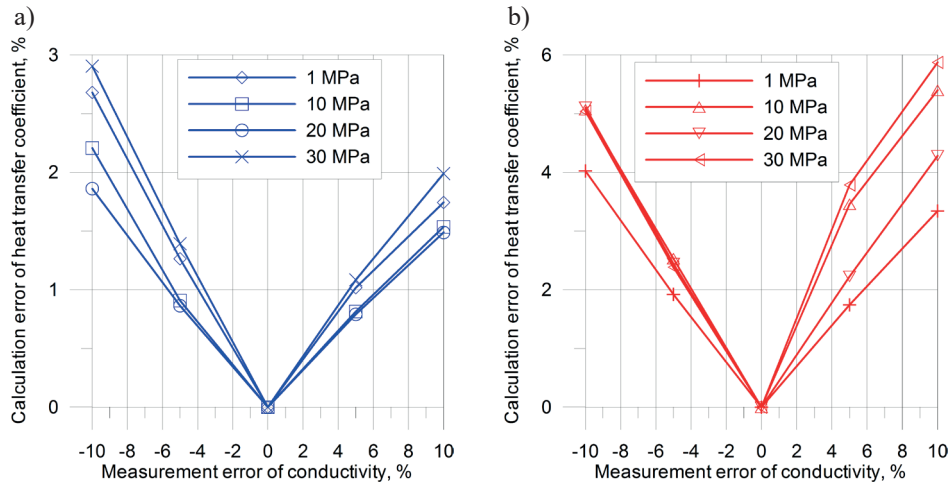 a)
Calculation error of heat transfer coefficient, %
3
2
1
0
1 MPa
10 MPa
20 MPa
30 MPa
-10 -8 -6 -4 -2 0 2 4 6 8 10
Measurement error of conductivity, %
b)
Calculation error of heat transfer coefficient, %
6
4
2
0
1 MPa
10 MPa
20 MPa
30 MPa
-10 -8 -6 -4 -2 0 2 4 6 8 10
Measurement error of conductivity, %